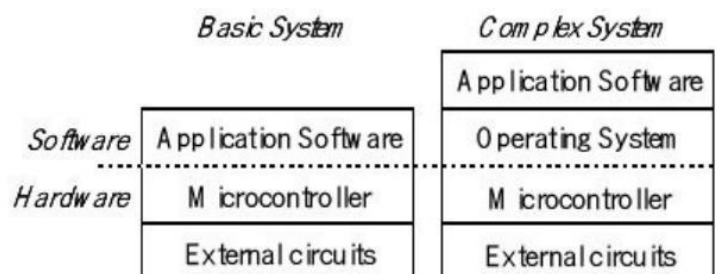 Basic System Complex System
Application Software
Software Application Software Operating System
Hardware Microcontroller Microcontroller
External circuits External circuits